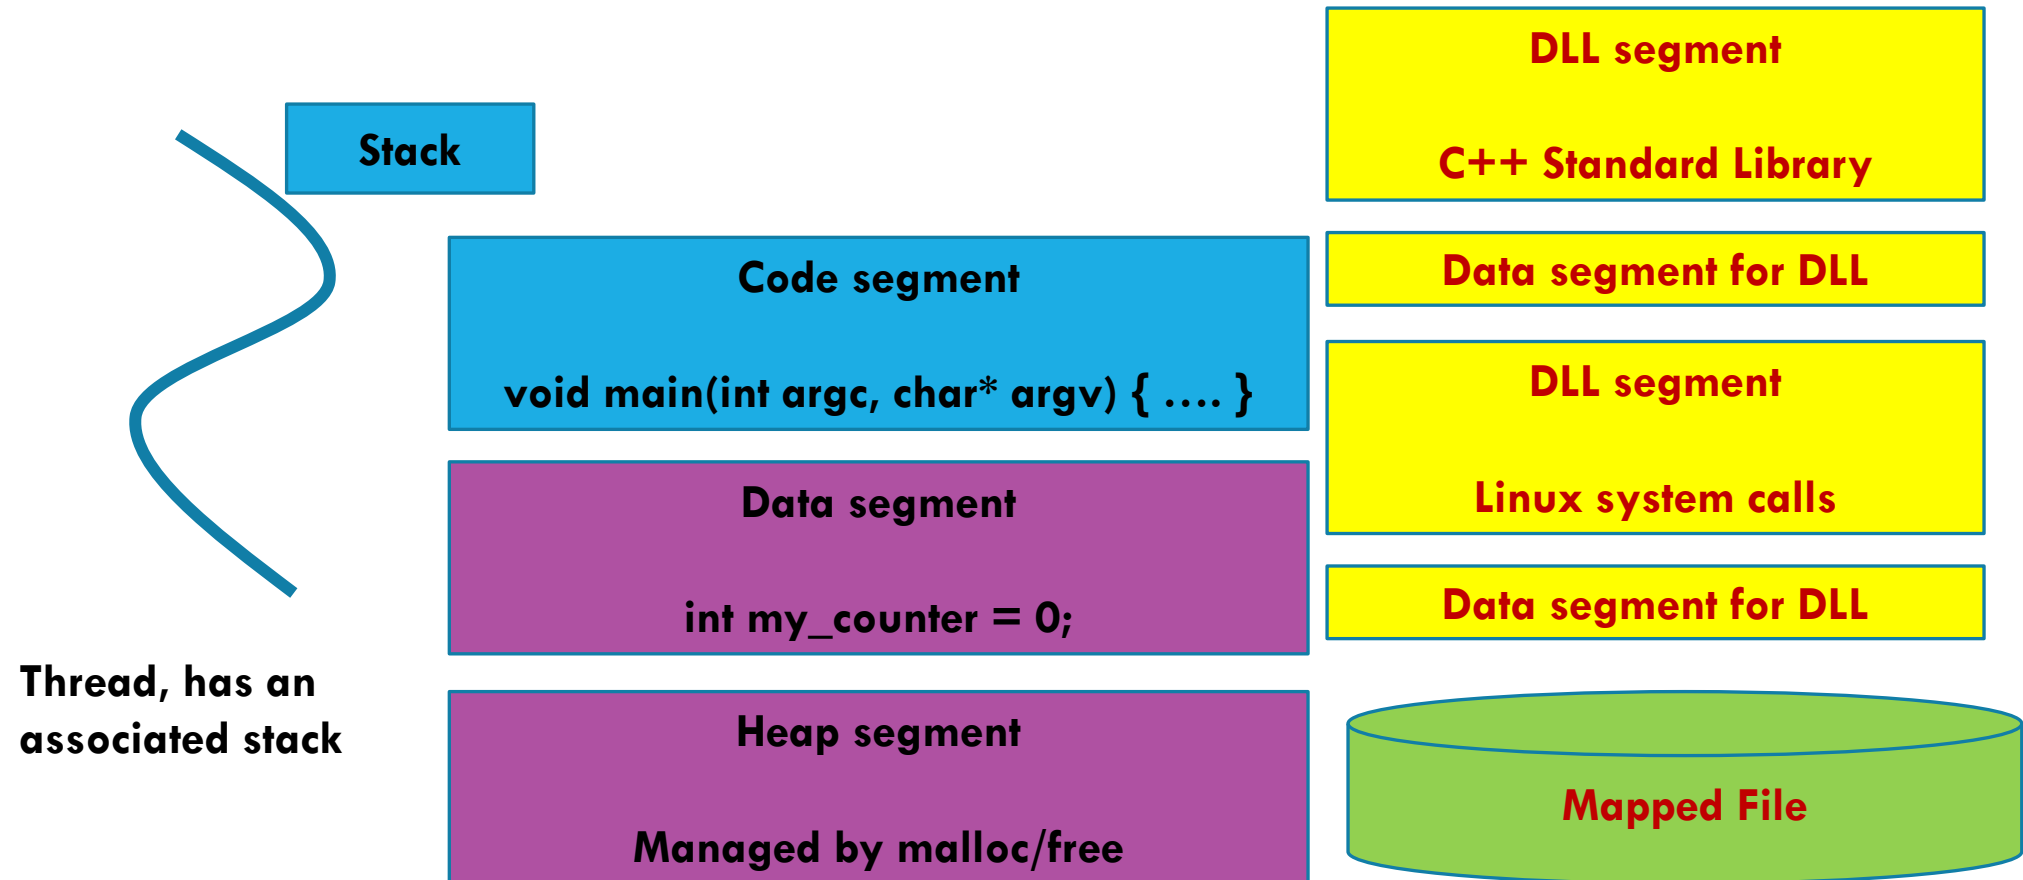 Stack
Thread, has an
associated stack
Code segment
void main(int argc, char* argv) { …. }
Data segment
int my_counter = 0;
Heap segment
Managed by malloc/free
DLL segment
C++ Standard Library
Data segment for DLL
DLL segment
Linux system calls
Data segment for DLL
Mapped File